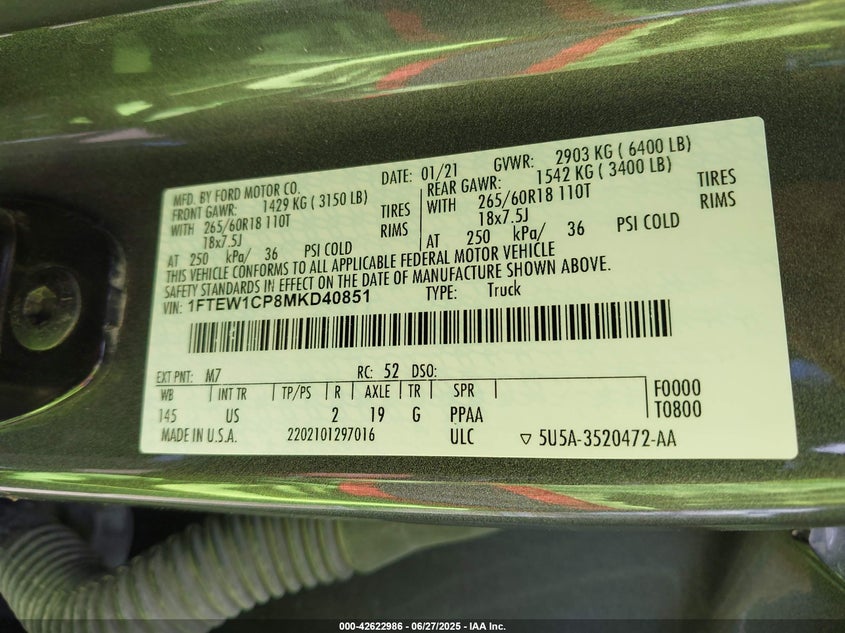 MFD. BY FORD MOTOR CO.
DATE: 01/21 GVWR: 2903 KG ( 6400 LB)
FRONT GAWR: 1429 KG ( 3150 LB)
WITH 265/60R18 110T TIRES
18x7.5J RIMS
AT 250 kPa/ 36 PSI COLD
REAR GAWR: 1542 KG ( 3400 LB)
WITH 265/60R18 110T TIRES
18x7.5J RIMS
AT 250 kPa/ 36 PSI COLD
THIS VEHICLE CONFORMS TO ALL APPLICABLE FEDERAL MOTOR VEHICLE
SAFETY STANDARDS IN EFFECT ON THE DATE OF MANUFACTURE SHOWN ABOVE.
VIN: 1FTEW1CP8MKD40851 TYPE: Truck
EXT PNT: M7 RC: 52 DSO:
WB INT TR TP/PS R AXLE TR SPR F0000
145 US 2 19 G PPAA T0800
MADE IN U.S.A. 2202101297016 ULC ▽ 5U5A-3520472-AA
000-42622986 - 06/27/2025 - IAA Inc.